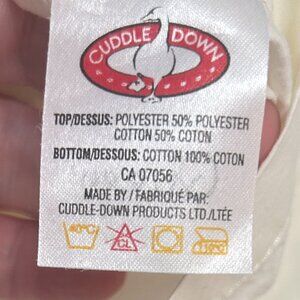 CUDDLE DOWN
TOP/DESSUS: POLYESTER 50% POLYESTER
COTTON 50% COTON
BOTTOM/DESSOUS: COTTON 100% COTON
CA 07056
MADE BY / FABRIQUÉ PAR:
CUDDLE-DOWN PRODUCTS LTD./LTÉE
CL